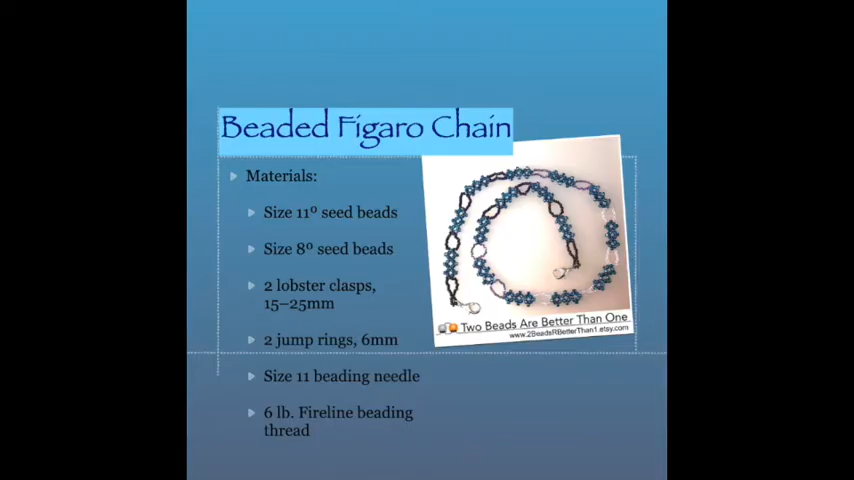 Beaded Figaro Chain
Materials:
Size 11º seed beads
Size 8º seed beads
2 lobster clasps,
15–25mm
2 jump rings, 6mm
Size 11 beading needle
6 lb. Fireline beading
thread
Two Beads Are Better Than One
www.2BeadsRBetterThan1.etsy.com